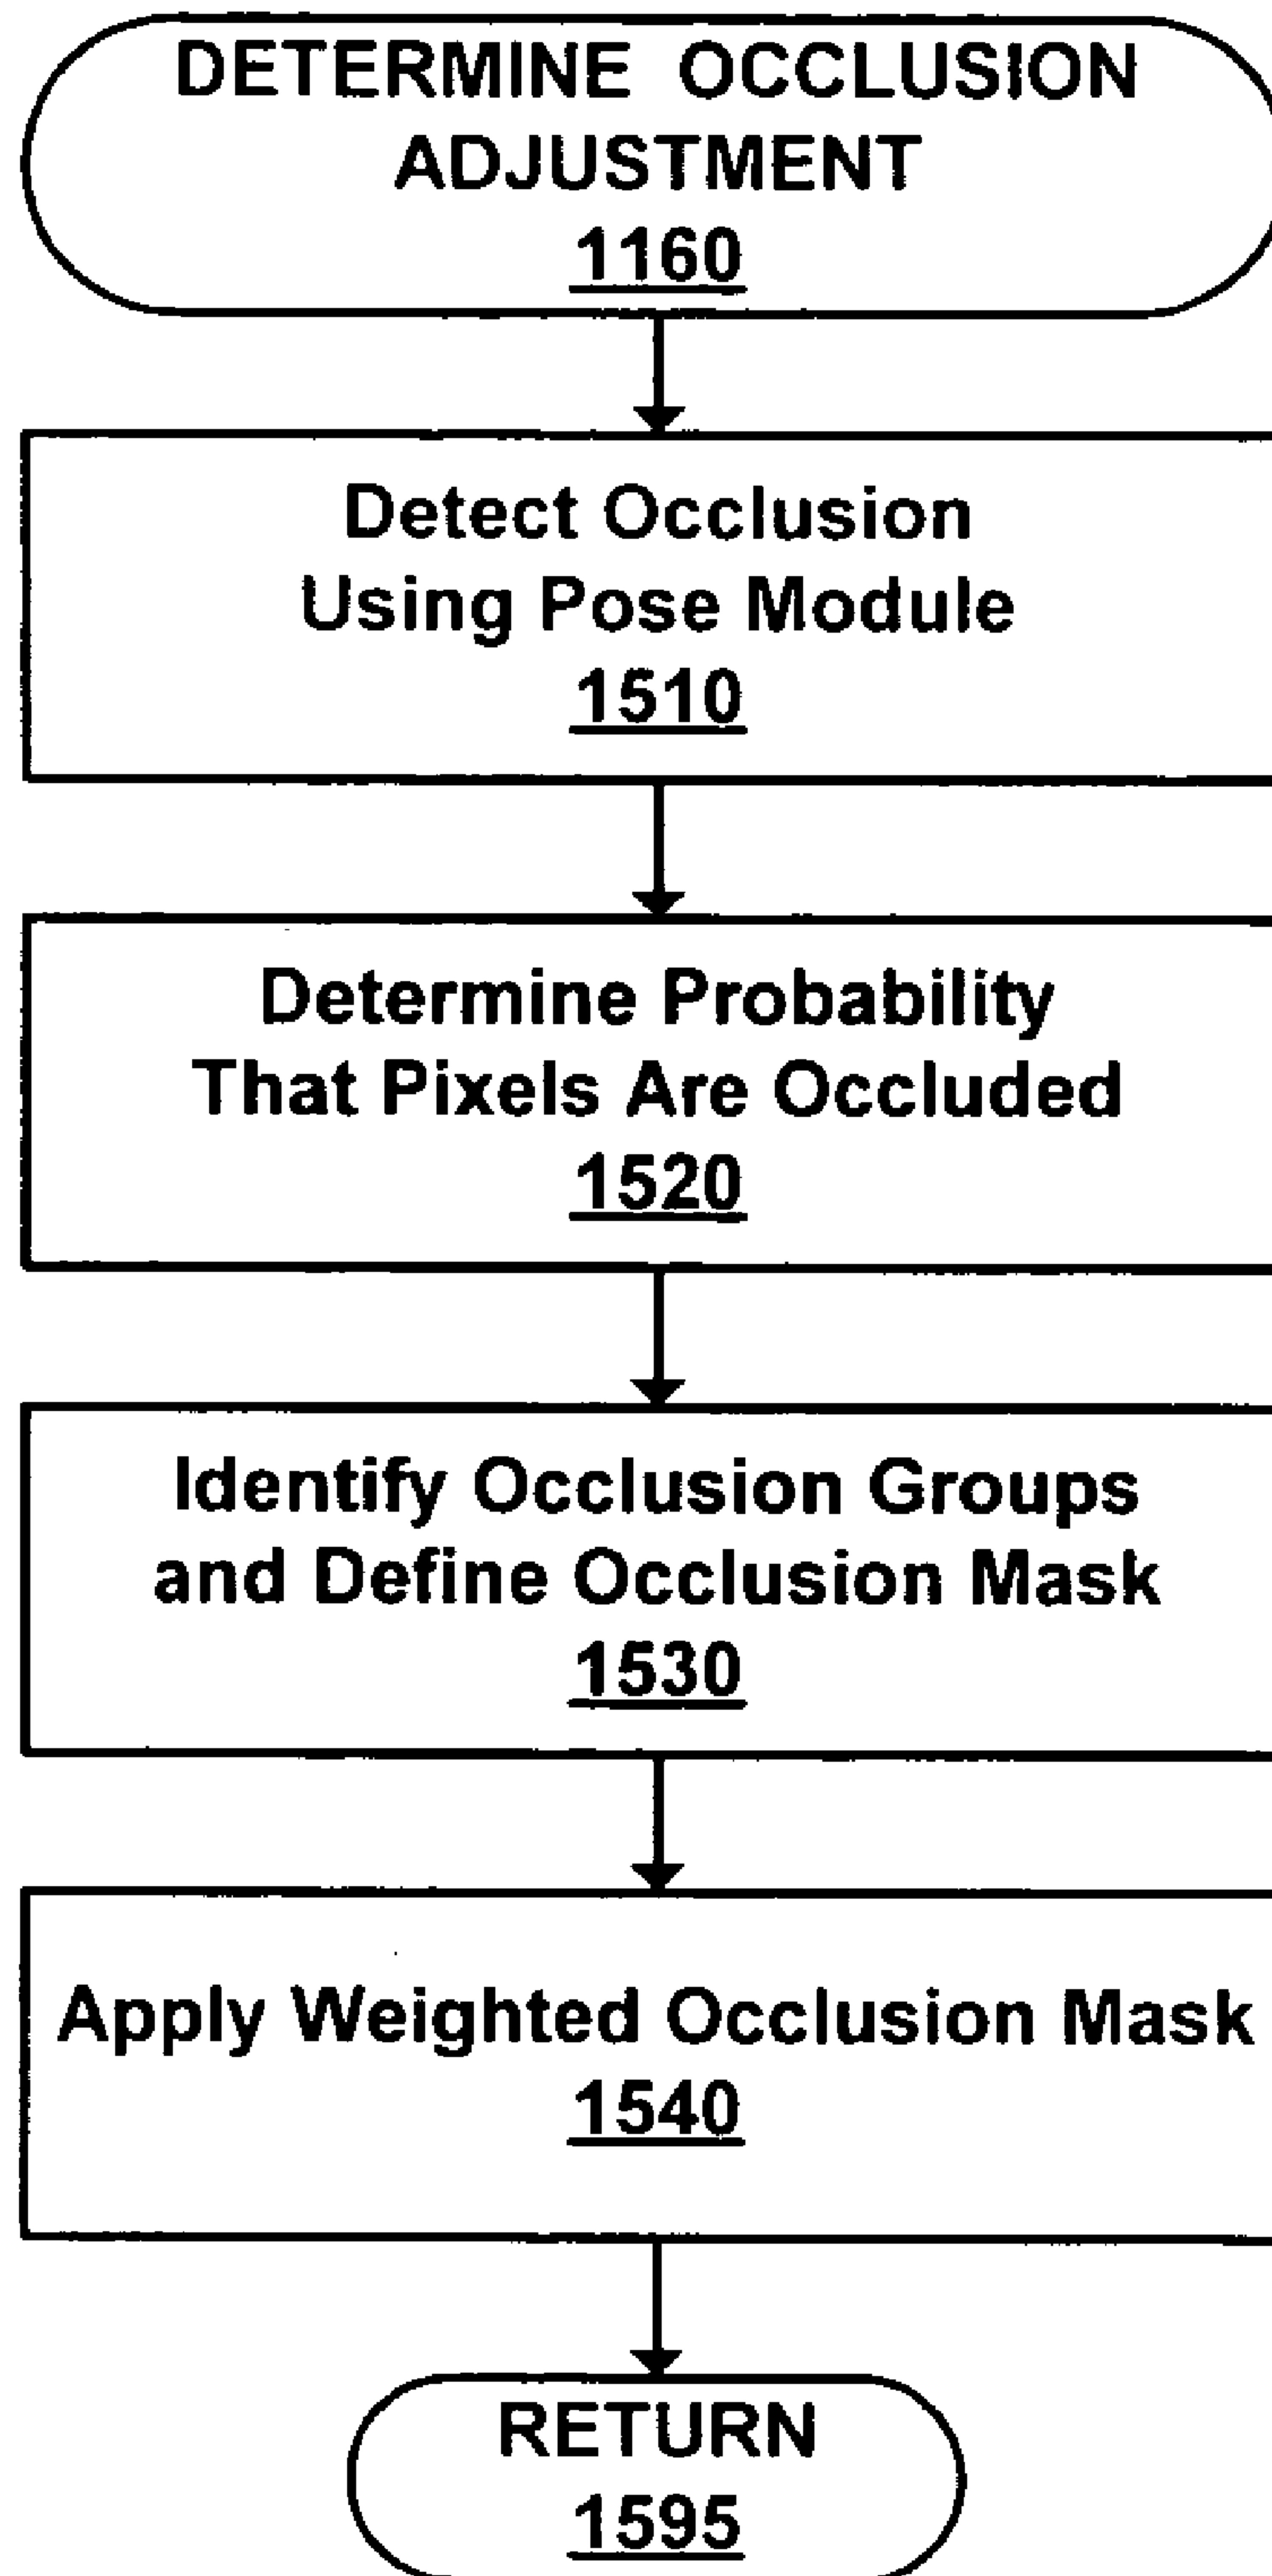 DETERMINE OCCLUSION
ADJUSTMENT
1160
Detect Occlusion
Using Pose Module
1510
Determine Probability
That Pixels Are Occluded
1520
Identify Occlusion Groups
and Define Occlusion Mask
1530
Apply Weighted Occlusion Mask
1540
RETURN
1595